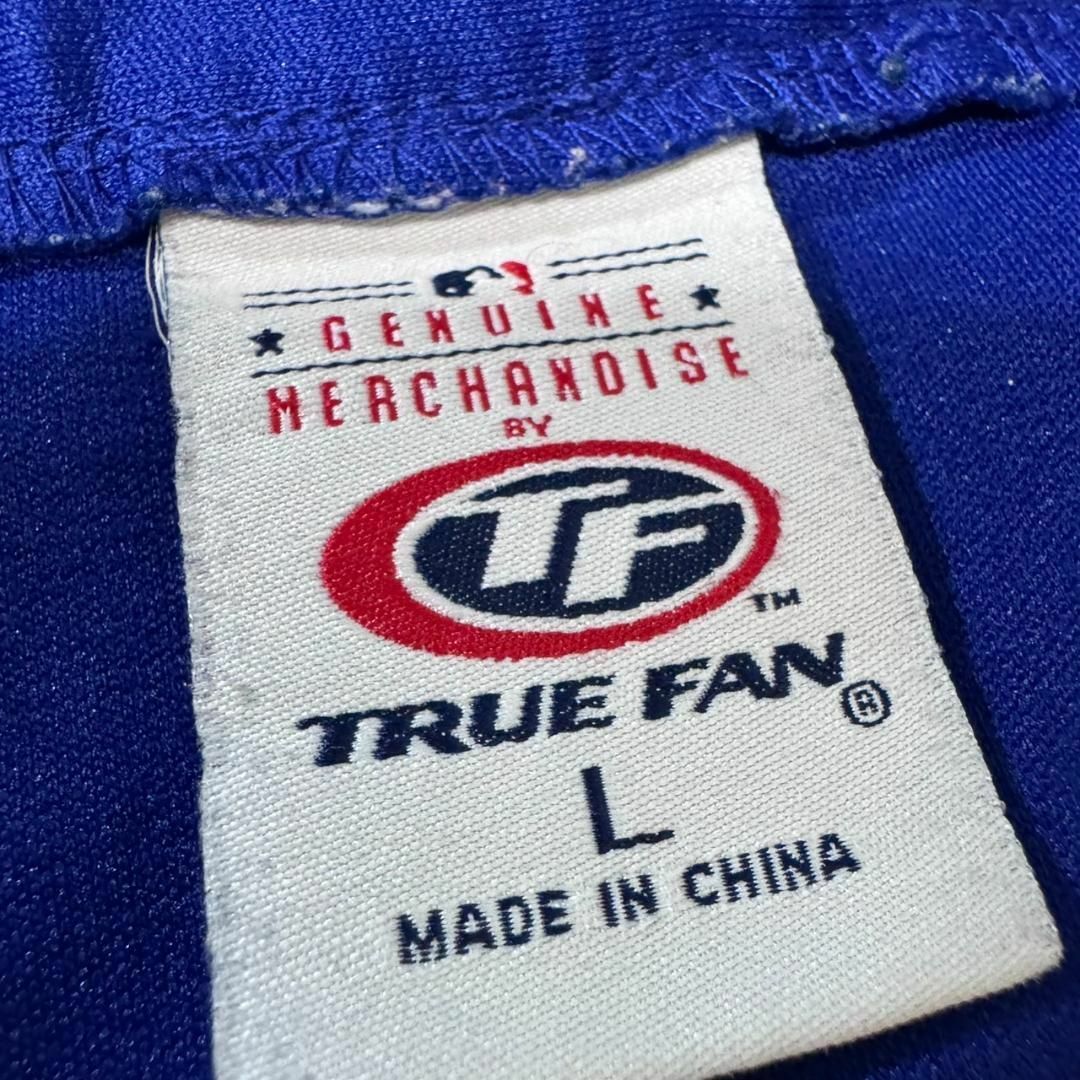 GENUINE
MERCHANDISE
BY
TF
TM
TRUE FAN®
L
MADE IN CHINA